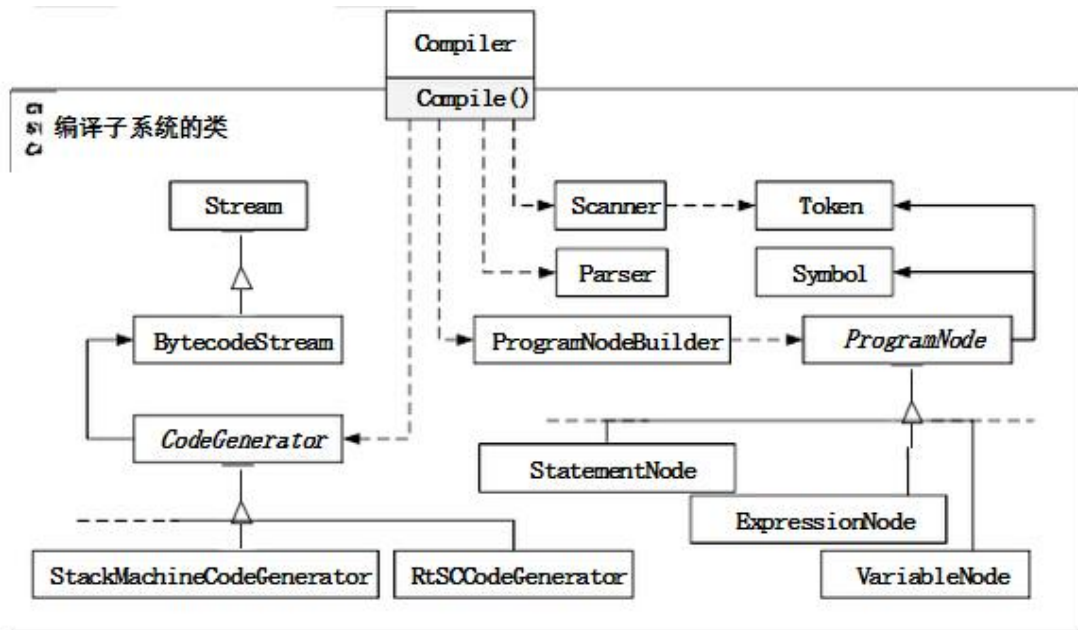 Compiler
Compile()
编译子系统的类
Stream
Scanner
Token
Parser
Symbol
BytecodeStream
ProgramNodeBuilder
ProgramNode
CodeGenerator
StatementNode
ExpressionNode
StackMachineCodeGenerator
RtSCCodeGenerator
VariableNode